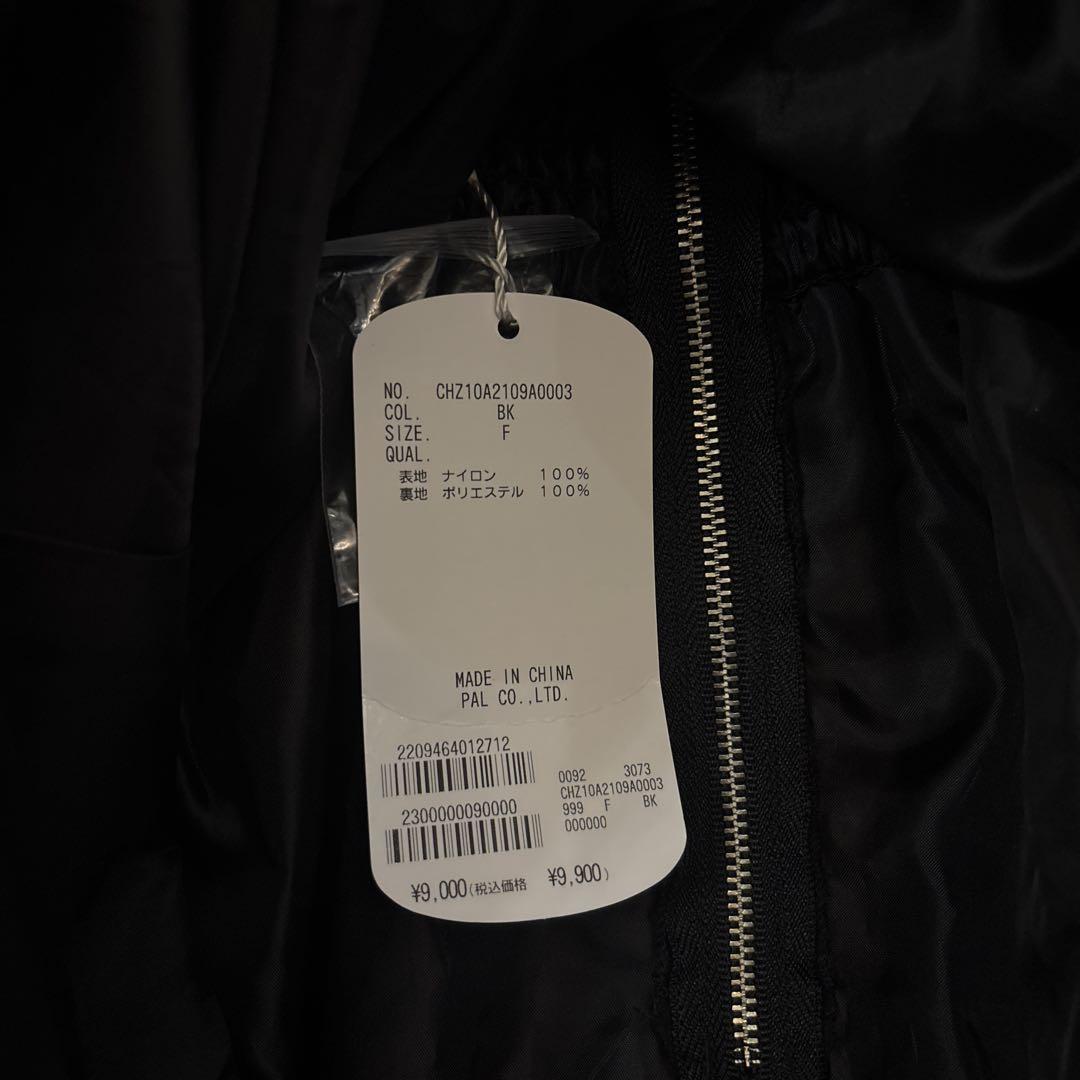 NO. CHZ10A2109A0003
COL. BK
SIZE. F
QUAL.
表地 ナイロン 100%
裏地 ポリエステル 100%
MADE IN CHINA
PAL CO.,LTD.
2209464012712
2300000090000
0092 3073
CHZ10A2109A0003
999 F BK
000000
¥9,000(税込価格 ¥9,900)